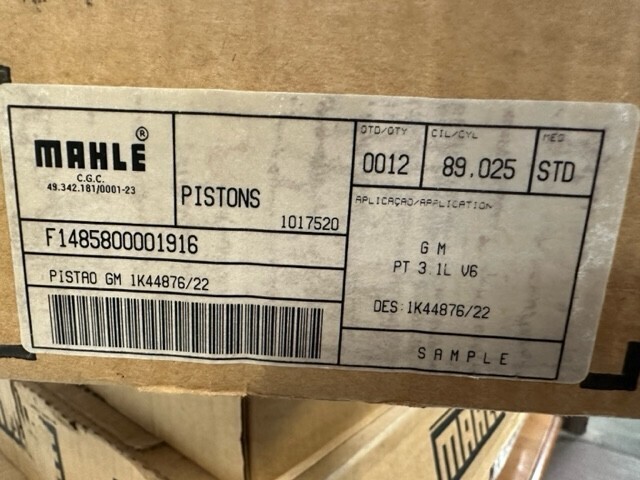 MAHLE®
C.G.C.
49.342.181/0001-23
PISTONS
1017520
QTD/QTY
0012
CIL/CYL
89.025
MED
STD
F1485800001916
PISTAO GM 1K44876/22
APLICAÇÃO/APPLICATION
G M
PT 3.1L V6
DES:1K44876/22
SAMPLE
MAHLE